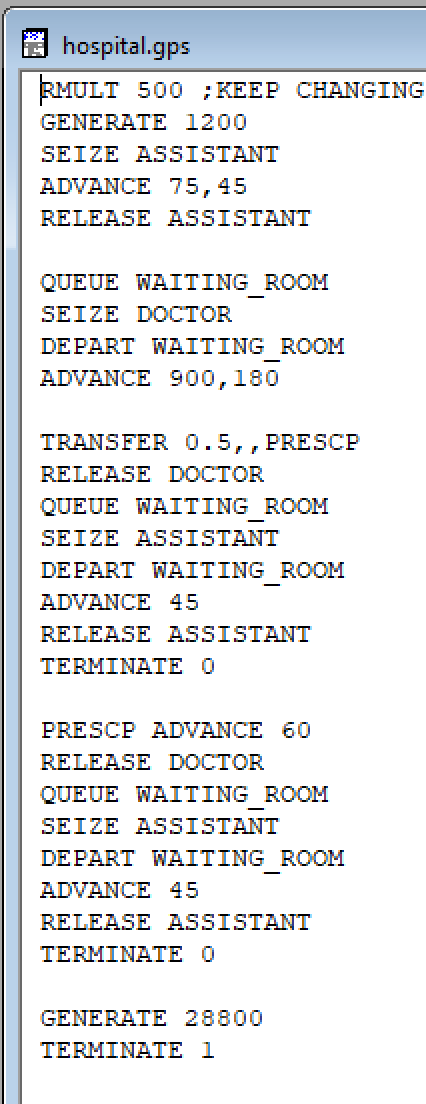 hospital.gps
RMULT 500 ;KEEP CHANGING
GENERATE 1200
SEIZE ASSISTANT
ADVANCE 75,45
RELEASE ASSISTANT
QUEUE WAITING_ROOM
SEIZE DOCTOR
DEPART WAITING_ROOM
ADVANCE 900,180
TRANSFER 0.5,,PRESCP
RELEASE DOCTOR
QUEUE WAITING_ROOM
SEIZE ASSISTANT
DEPART WAITING_ROOM
ADVANCE 45
RELEASE ASSISTANT
TERMINATE 0
PRESCP ADVANCE 60
RELEASE DOCTOR
QUEUE WAITING_ROOM
SEIZE ASSISTANT
DEPART WAITING_ROOM
ADVANCE 45
RELEASE ASSISTANT
TERMINATE 0
GENERATE 28800
TERMINATE 1